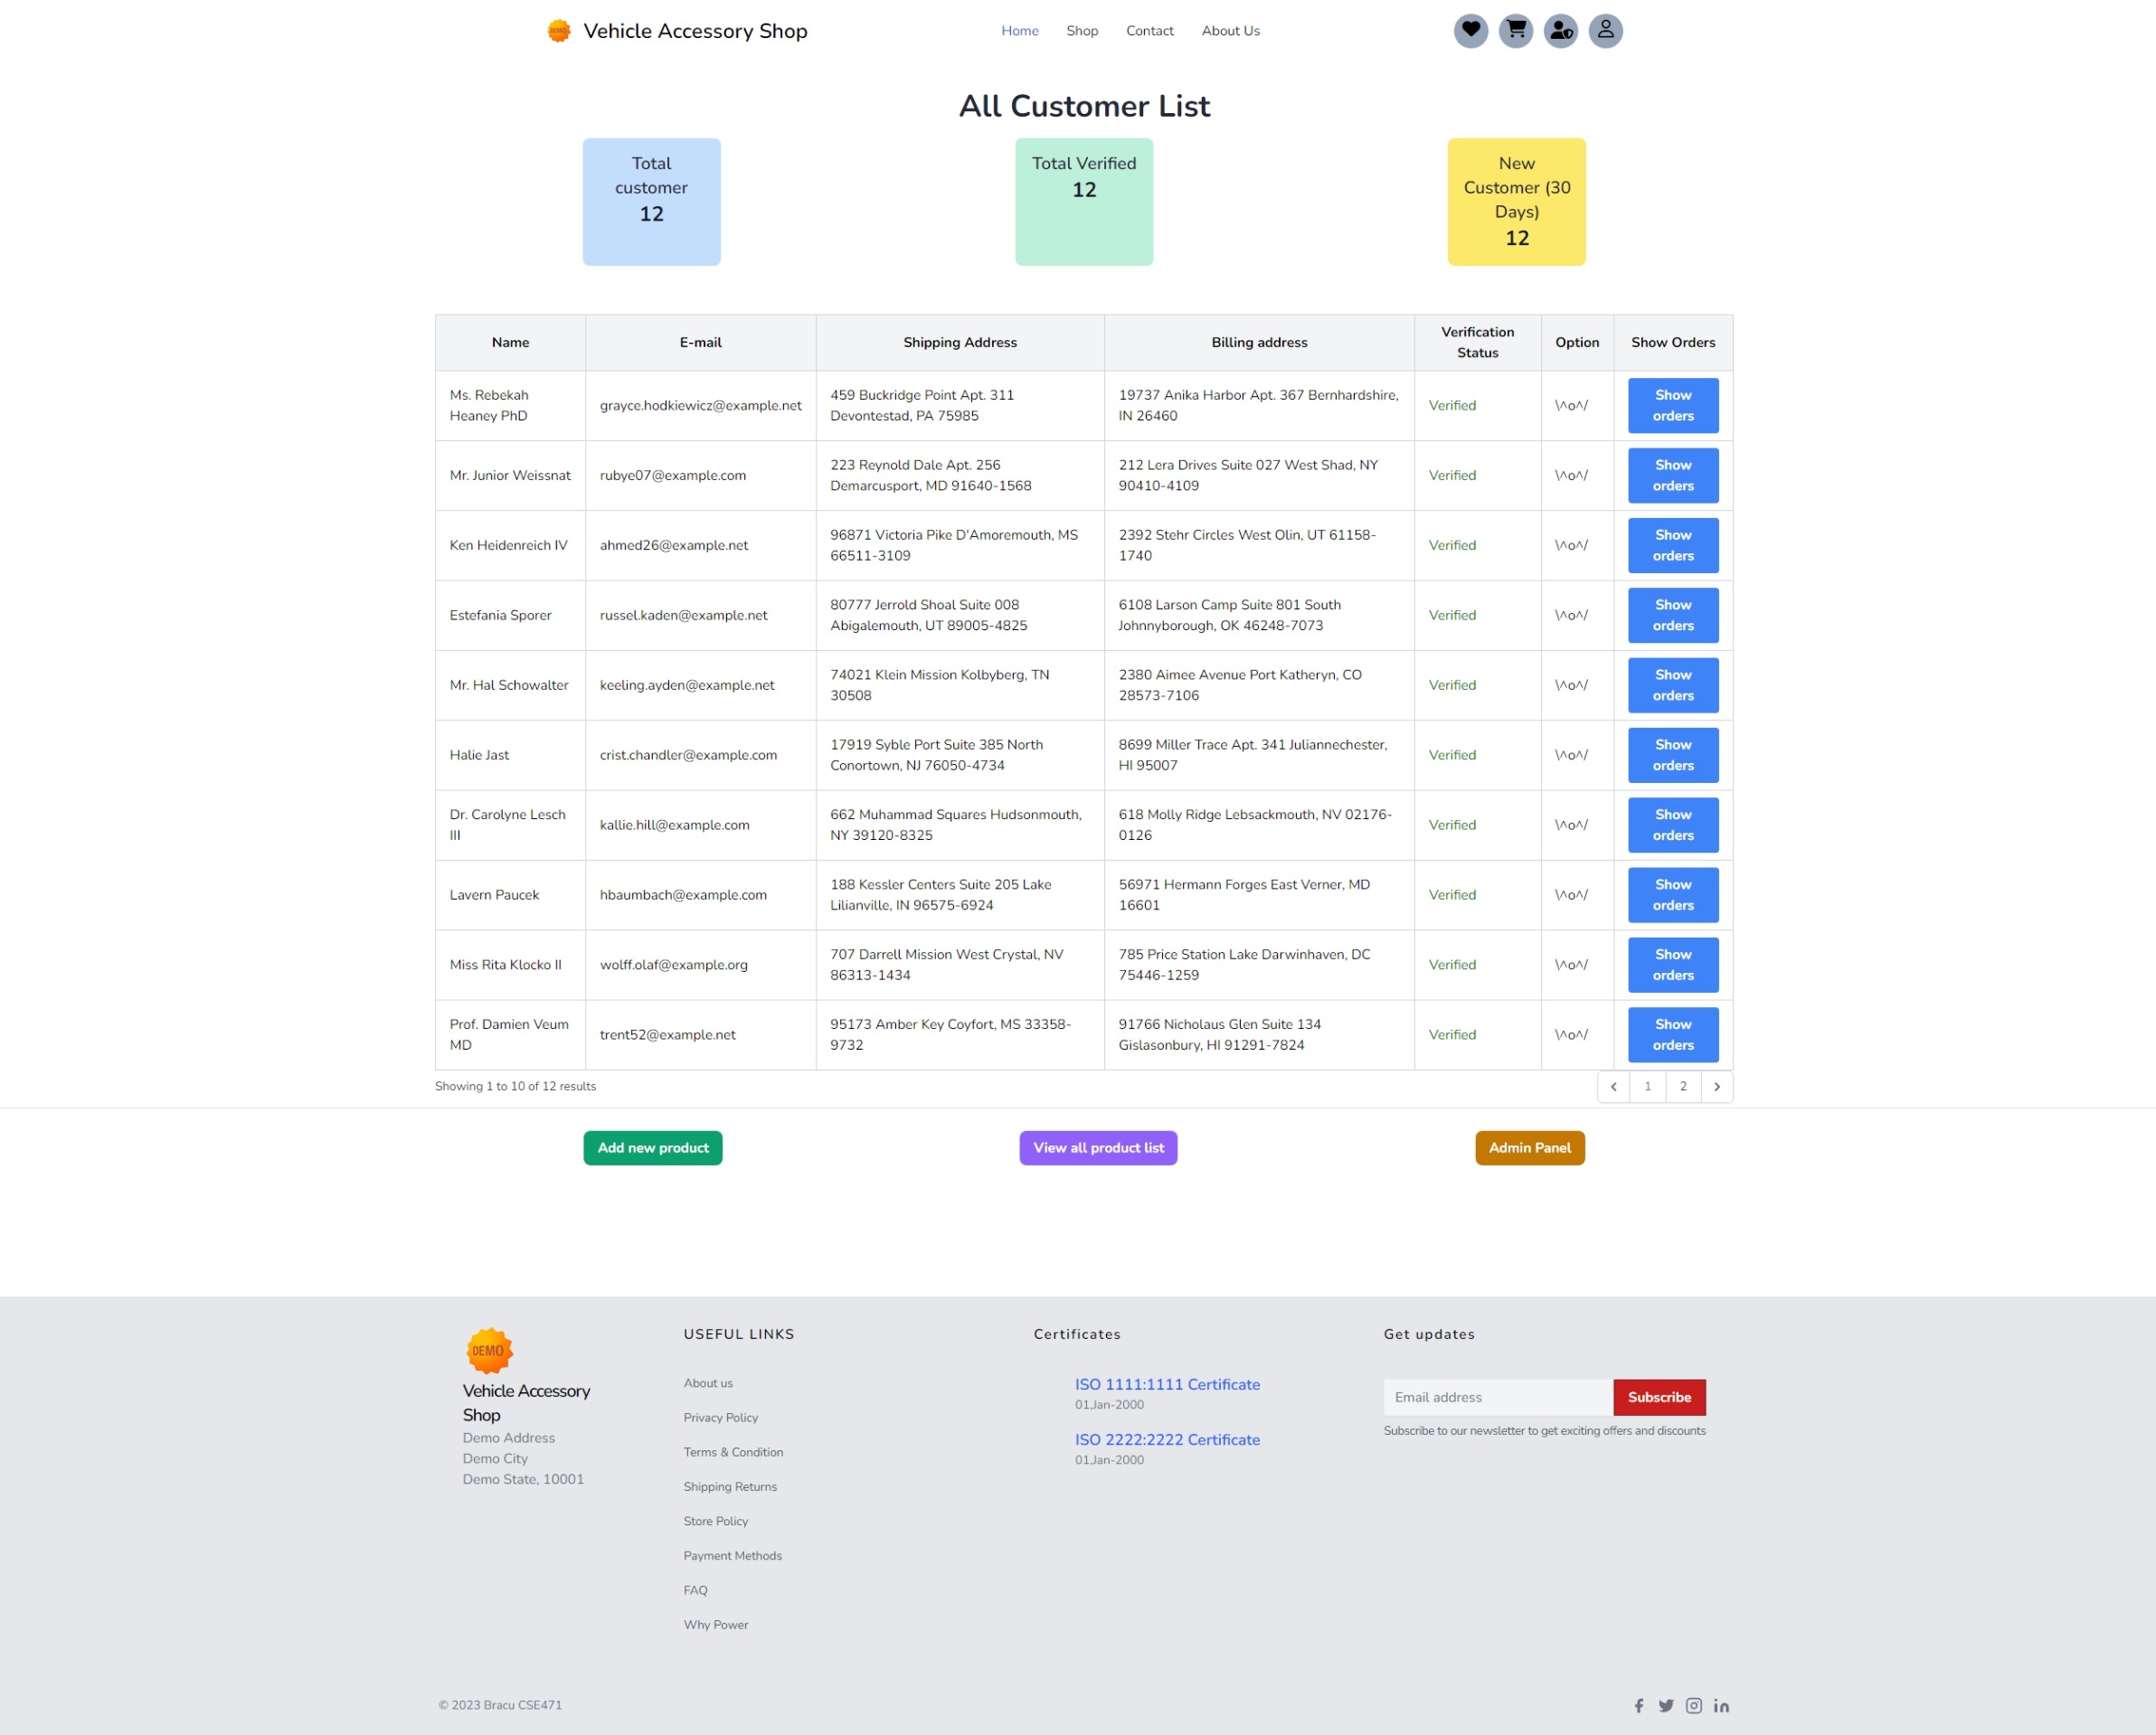 Vehicle Accessory Shop
Home
Shop
Contact
About Us
All Customer List
Total
customer
12
Total Verified
12
New
Customer (30
Days)
12
Name
E-mail
Shipping Address
Billing address
Verification
Status
Option
Show Orders
Ms. Rebekah
Heaney PhD
grayce.hodkiewicz@example.net
459 Buckridge Point Apt. 311
Devontestad, PA 75985
19737 Anika Harbor Apt. 367 Bernhardshire,
IN 26460
Verified
\^o^/
Show
orders
Mr. Junior Weissnat
rubye07@example.com
223 Reynold Dale Apt. 256
Demarcusport, MD 91640-1568
212 Lera Drives Suite 027 West Shad, NY
90410-4109
Verified
\^o^/
Show
orders
Ken Heidenreich IV
ahmed26@example.net
96871 Victoria Pike D'Amoremouth, MS
66511-3109
2392 Stehr Circles West Olin, UT 61158-
1740
Verified
\^o^/
Show
orders
Estefania Sporer
russel.kaden@example.net
80777 Jerrold Shoal Suite 008
Abigalemouth, UT 89005-4825
6108 Larson Camp Suite 801 South
Johnnyborough, OK 46248-7073
Verified
\^o^/
Show
orders
Mr. Hal Schowalter
keeling.ayden@example.net
74021 Klein Mission Kolbyberg, TN
30508
2380 Aimee Avenue Port Katheryn, CO
28573-7106
Verified
\^o^/
Show
orders
Halie Jast
crist.chandler@example.com
17919 Syble Port Suite 385 North
Conortown, NJ 76050-4734
8699 Miller Trace Apt. 341 Juliannechester,
HI 95007
Verified
\^o^/
Show
orders
Dr. Carolyne Lesch
III
kallie.hill@example.com
662 Muhammad Squares Hudsonmouth,
NY 39120-8325
618 Molly Ridge Lebsackmouth, NV 02176-
0126
Verified
\^o^/
Show
orders
Lavern Paucek
hbaumbach@example.com
188 Kessler Centers Suite 205 Lake
Lilianville, IN 96575-6924
56971 Hermann Forges East Verner, MD
16601
Verified
\^o^/
Show
orders
Miss Rita Klocko II
wolff.olaf@example.org
707 Darrell Mission West Crystal, NV
86313-1434
785 Price Station Lake Darwinhaven, DC
75446-1259
Verified
\^o^/
Show
orders
Prof. Damien Veum
MD
trent52@example.net
95173 Amber Key Coyfort, MS 33358-
9732
91766 Nicholaus Glen Suite 134
Gislasonbury, HI 91291-7824
Verified
\^o^/
Show
orders
Showing 1 to 10 of 12 results
1
2
Add new product
View all product list
Admin Panel
DEMO
Vehicle Accessory
Shop
Demo Address
Demo City
Demo State, 10001
USEFUL LINKS
About us
Privacy Policy
Terms & Condition
Shipping Returns
Store Policy
Payment Methods
FAQ
Why Power
Certificates
ISO 1111:1111 Certificate
01,Jan-2000
ISO 2222:2222 Certificate
01,Jan-2000
Get updates
Email address
Subscribe
Subscribe to our newsletter to get exciting offers and discounts
© 2023 Bracu CSE471